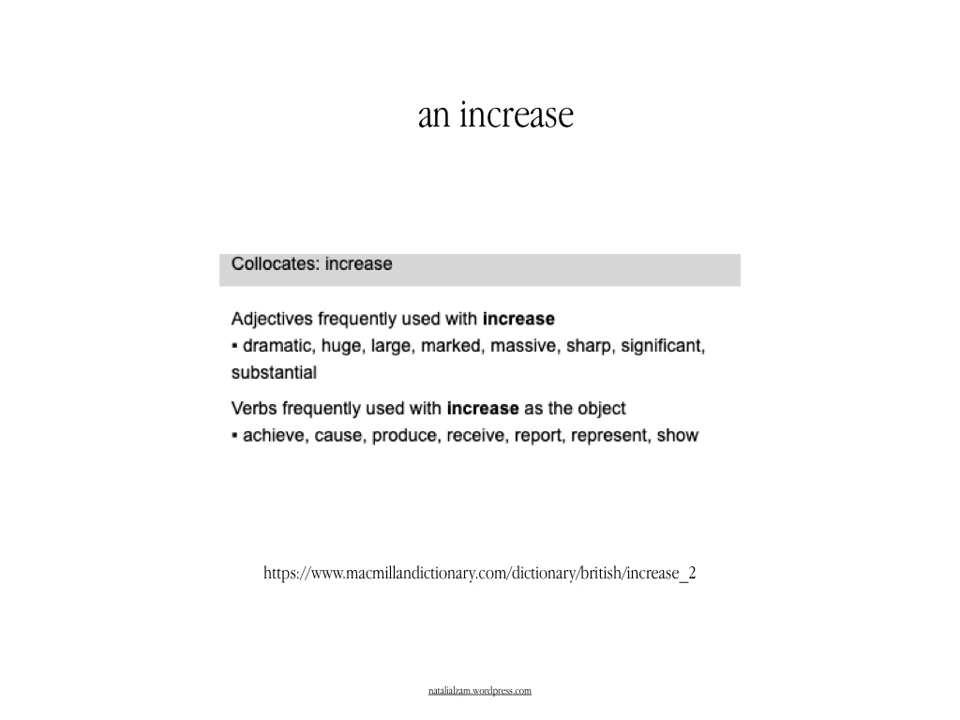 an increase
Collocates: increase
Adjectives frequently used with increase
▪ dramatic, huge, large, marked, massive, sharp, significant,
substantial
Verbs frequently used with increase as the object
▪ achieve, cause, produce, receive, report, represent, show
https://www.macmillandictionary.com/dictionary/british/increase_2
natalialzam.wordpress.com